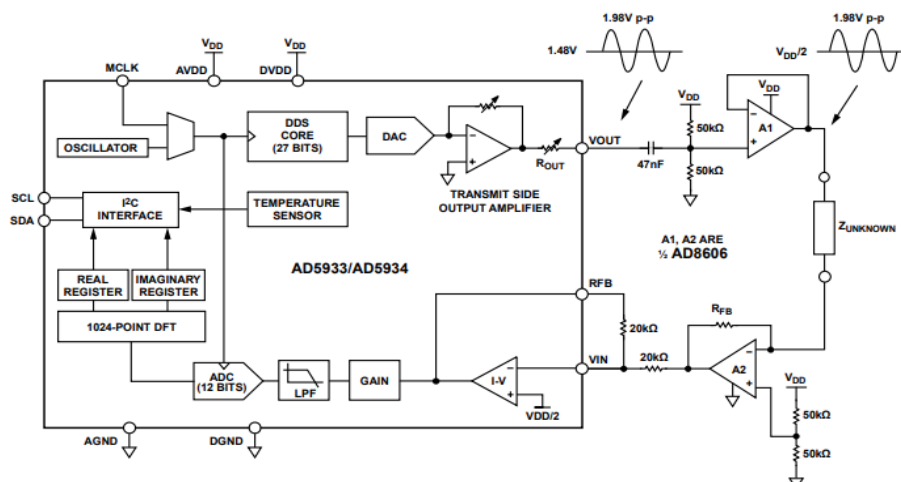 1.98V p-p
1.98V p-p
1.48V
VDD/2
VDD
VDD
MCLK
AVDD
DVDD
VDD
VDD
50kΩ
A1
DDS
CORE
(27 BITS)
DAC
OSCILLATOR
ROUT
VOUT
47nF
50kΩ
SCL
SDA
I2C
INTERFACE
TEMPERATURE
SENSOR
TRANSMIT SIDE
OUTPUT AMPLIFIER
ZUNKNOWN
A1, A2 ARE
½ AD8606
AD5933/AD5934
REAL
REGISTER
IMAGINARY
REGISTER
RFB
RFB
1024-POINT DFT
20kΩ
20kΩ
VIN
A2
ADC
(12 BITS)
LPF
GAIN
I-V
VDD/2
VDD
50kΩ
50kΩ
AGND
DGND